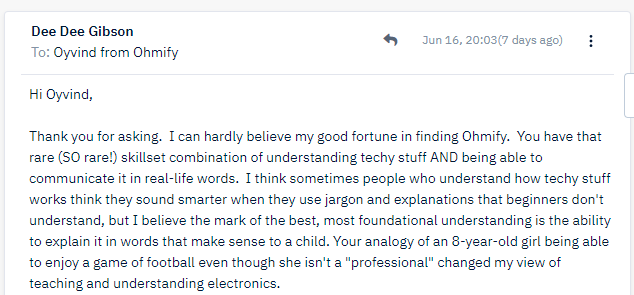 Dee Dee Gibson
To: Oyvind from Ohmify
Jun 16, 20:03(7 days ago)
Hi Oyvind,
Thank you for asking.  I can hardly believe my good fortune in finding Ohmify.  You have that
rare (SO rare!) skillset combination of understanding techy stuff AND being able to
communicate it in real-life words.  I think sometimes people who understand how techy stuff
works think they sound smarter when they use jargon and explanations that beginners don't
understand, but I believe the mark of the best, most foundational understanding is the ability
to explain it in words that make sense to a child. Your analogy of an 8-year-old girl being able
to enjoy a game of football even though she isn't a "professional" changed my view of
teaching and understanding electronics.